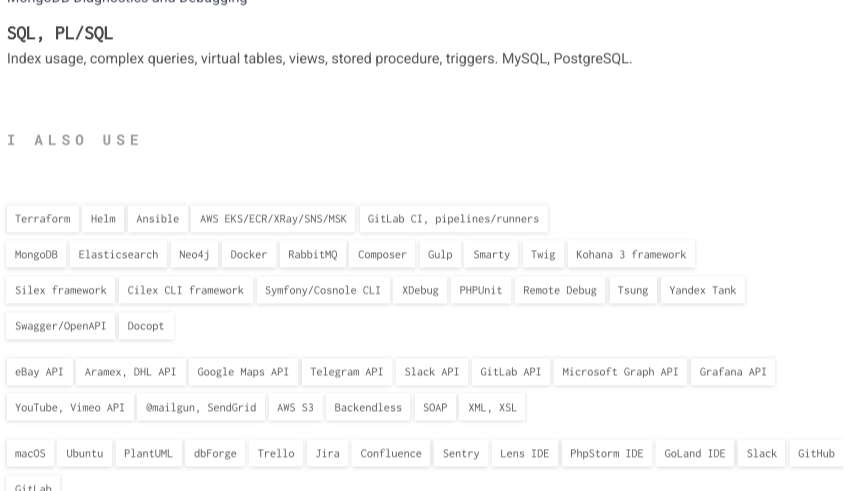 MongoDB Diagnostics and Debugging
SQL, PL/SQL
Index usage, complex queries, virtual tables, views, stored procedure, triggers. MySQL, PostgreSQL.
I ALSO USE
Terraform Helm Ansible AWS EKS/ECR/XRay/SNS/MSK GitLab CI, pipelines/runners
MongoDB Elasticsearch Neo4j Docker RabbitMQ Composer Gulp Smarty Twig Kohana 3 framework
Silex framework Cilex CLI framework Symfony/Cosnole CLI XDebug PHPUnit Remote Debug Tsung Yandex Tank
Swagger/OpenAPI Docopt
eBay API Aramex, DHL API Google Maps API Telegram API Slack API GitLab API Microsoft Graph API Grafana API
YouTube, Vimeo API @mailgun, SendGrid AWS S3 Backendless SOAP XML, XSL
macOS Ubuntu PlantUML dbForge Trello Jira Confluence Sentry Lens IDE PhpStorm IDE GoLand IDE Slack GitHub
GitLab